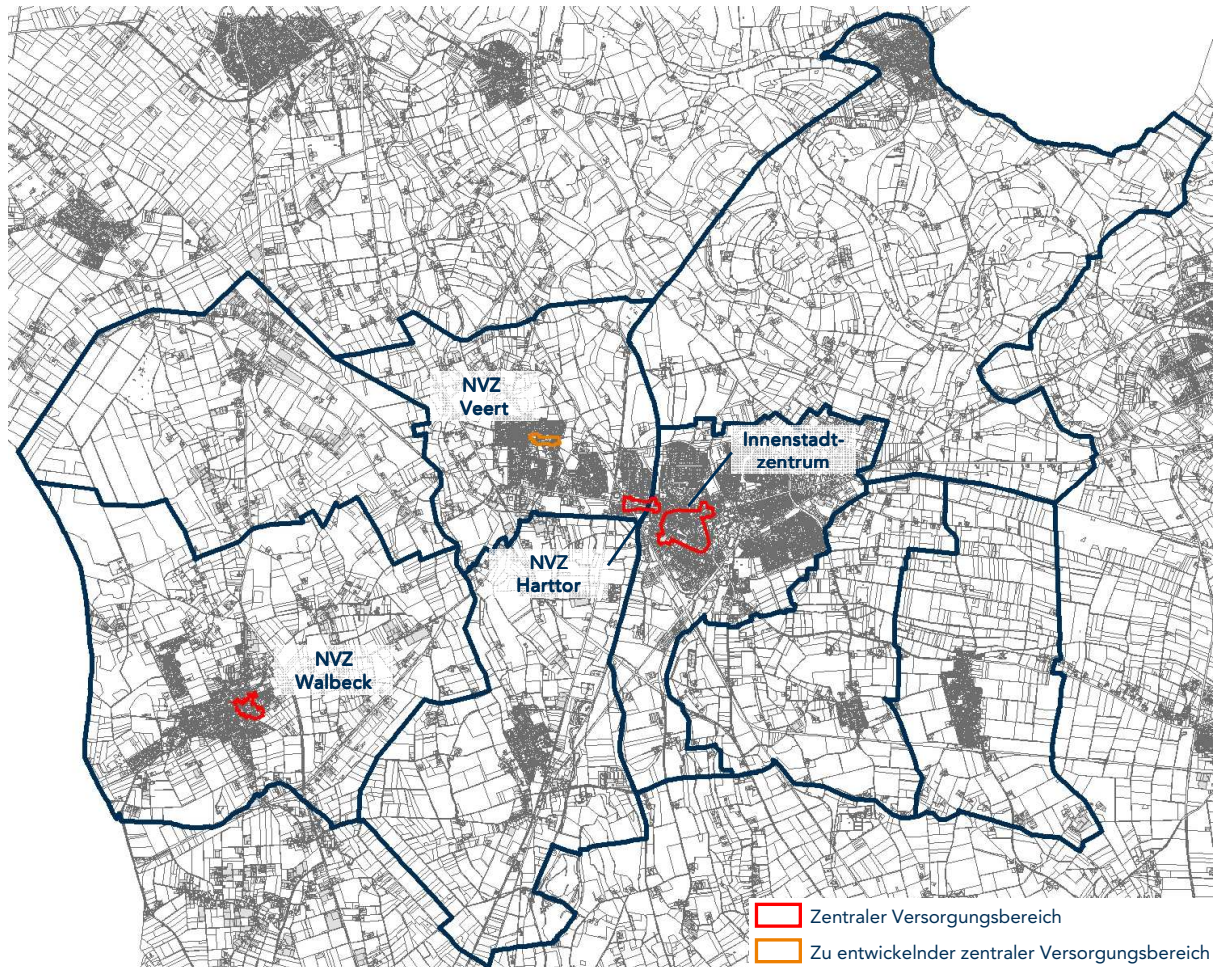 NVZ
Veert
Innenstadt-
zentrum
NVZ
Harttor
NVZ
Walbeck
Zentraler Versorgungsbereich
Zu entwickelnder zentraler Versorgungsbereich